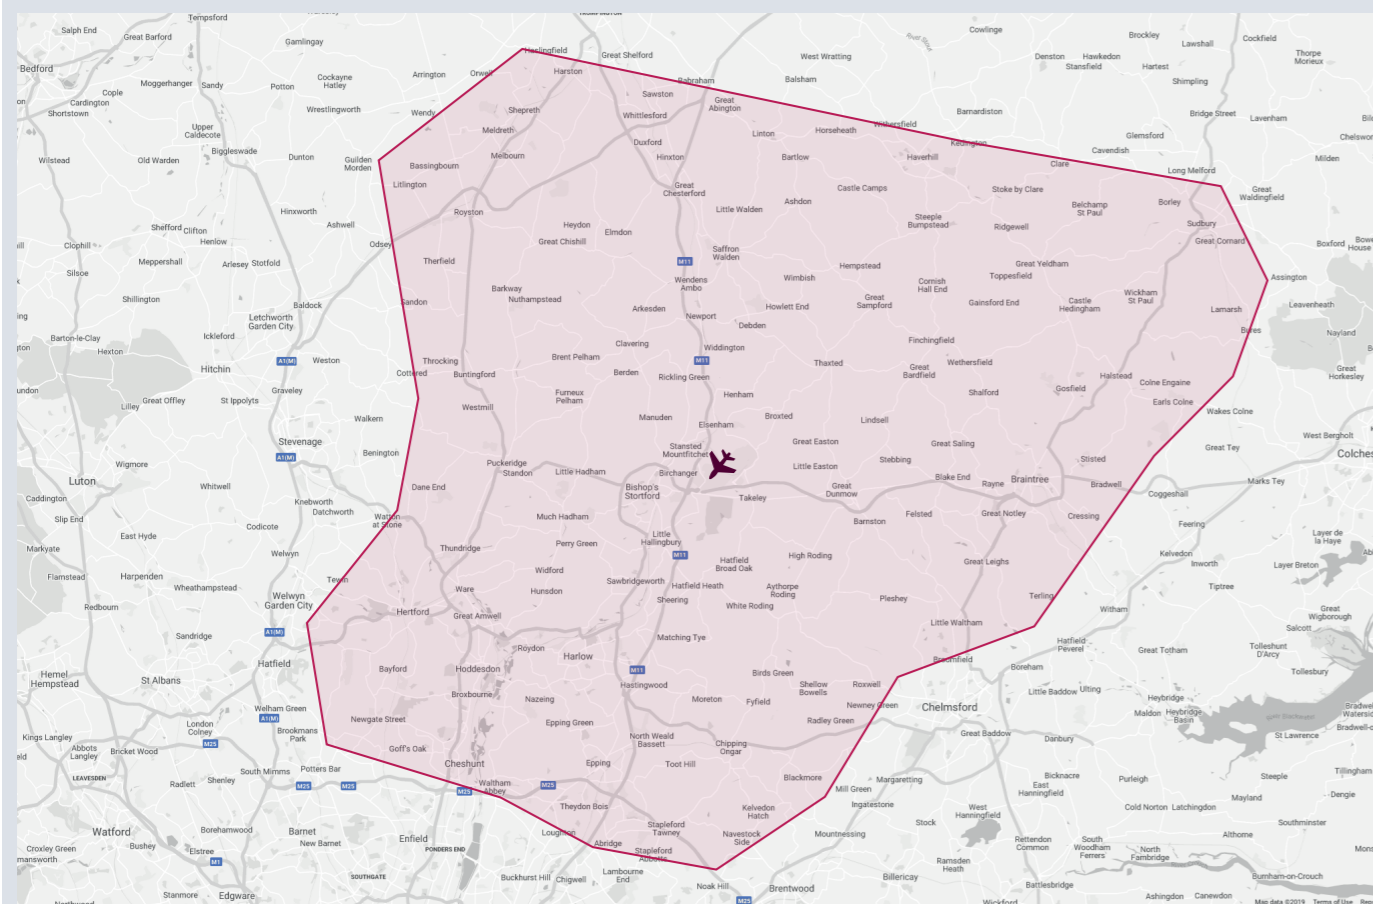 Salph End
Great Barford
Tempsford
Gamlingay
Haslingfield
Great Shelford
West Wratting
Cowlinge
Brockley
Lawshall
Cockfield
Thorpe
Morieux
Bedford
Moggerhanger
Sandy
Potton
Cockayne
Hatley
Arrington
Orwell
Harston
Babraham
Balsham
Denston
Hawkedon
Stansfield
Hartest
Shimpling
Cople
Cardington
Shortstown
Wrestlingworth
Wendy
Shepreth
Sawston
Great
Abington
Whittlesford
Barnardiston
Bridge Street
Lavenham
Upper
Caldecote
Biggleswade
Meldreth
Duxford
Linton
Horseheath
Withersfield
Kedington
Glemsford
Cavendish
Wilstead
Old Warden
Dunton
Guilden
Morden
Bassingbourn
Melbourn
Hinxton
Bartlow
Haverhill
Clare
Long Melford
Milden
Litlington
Great
Chesterford
Castle Camps
Stoke by Clare
Great
Waldingfield
Hinxworth
Ashwell
Royston
Little Walden
Ashdon
Steeple
Bumpstead
Ridgewell
Belchamp
St Paul
Borley
Sudbury
Shefford
Clifton
Henlow
Odsey
Heydon
Elmdon
Great Chishill
Great Cornard
Boxford
Clophill
Meppershall
Arlesey
Stotfold
Therfield
M11
Saffron
Walden
Hempstead
Great Yeldham
Toppesfield
Silsoe
Wendens
Ambo
Wimbish
Cornish
Hall End
Assington
Shillington
Baldock
Sandon
Barkway
Nuthampstead
Arkesden
Newport
Howlett End
Great
Sampford
Gainsford End
Castle
Hedingham
Wickham
St Paul
Lamarsh
Leavenheath
Letchworth
Garden City
Debden
Bures
Nayland
Barton-le-Clay
Hexton
Ickleford
Hitchin
A1(M)
Weston
Cottered
Throcking
Buntingford
Brent Pelham
Clavering
Berden
Widdington
M11
Rickling Green
Thaxted
Finchingfield
Great
Bardfield
Wethersfield
Halstead
Colne Engaine
Great
Horkesley
Lilley
Great Offley
St Ippolyts
Graveley
Walkern
Westmill
Furneux
Pelham
Henham
Shalford
Gosfield
Earls Colne
Wakes Colne
Manuden
Elsenham
Broxted
Lindsell
Stevenage
A1(M)
Benington
Stansted
Mountfitchet
Great Easton
Great Saling
Great Tey
West Bergholt
Wigmore
Luton
Whitwell
Puckeridge
Standon
Little Hadham
Birchanger
Little Easton
Stebbing
Stisted
Marks Tey
Caddington
Knebworth
Datchworth
Dane End
Bishop's
Stortford
Takeley
Great
Dunmow
Blake End
Rayne
Braintree
Bradwell
Coggeshall
Slip End
Codicote
Watton
at Stone
Much Hadham
Barnston
Felsted
Great Notley
Cressing
Feering
Markyate
East Hyde
Welwyn
Thundridge
Perry Green
Little
Hallingbury
M11
High Roding
Great Leighs
Kelvedon
Inworth
Layer de
la Haye
Layer Breton
Flamstead
Harpenden
Wheathampstead
Tewin
Ware
Widford
Hunsdon
Sawbridgeworth
Hatfield
Broad Oak
Hatfield Heath
Aythorpe
Roding
Tiptree
Redbourn
Welwyn
Garden City
Hertford
Great Amwell
Sheering
White Roding
Pleshey
Terling
Witham
Great
Wigborough
Salcott
Sandridge
A1(M)
Matching Tye
Little Waltham
Hatfield
Peverel
Great Totham
Tolleshunt
D'Arcy
Hatfield
Bayford
Hoddesdon
Roydon
Harlow
M11
Broomfield
Boreham
Tollesbury
Hemel
Hempstead
St Albans
Broxbourne
Nazeing
Hastingwood
Moreton
Birds Green
Fyfield
Shellow
Bowells
Roxwell
Newney Green
Little Baddow
Ulting
Heybridge
Maldon
Heybridge
Basin
London
Colney
Welham Green
A1(M)
Brookmans
Park
Newgate Street
Epping Green
Radley Green
Chelmsford
Great Baddow
Danbury
St Lawrence
Kings Langley
Abbots
Langley
Bricket Wood
M25
Goff's Oak
Cheshunt
North Weald
Bassett
Chipping
Ongar
LEAVESDEN
Radlett
Shenley
South Mimms
Potters Bar
M25
M25
M25
Waltham
Abbey
M25
Epping
Toot Hill
Blackmore
Margaretting
Mill Green
Bicknacre
East
Hanningfield
Purleigh
Steeple
Tillingham
Theydon Bois
Kelvedon
Hatch
Ingatestone
West
Hanningfield
Cold Norton
Latchingdon
Mayland
Dengie
Watford
Borehamwood
Barnet
New Barnet
Enfield
PONDERS END
Loughton
Abridge
Stapleford
Tawney
Stapleford
Abbotts
Navestock
Side
Mountnessing
Stock
Rettendon
Common
South
Woodham
Ferrers
Althorne
Southminster
Croxley Green
Bushey
Elstree
M1
North
Fambridge
SOUTHGATE
Buckhurst Hill
Chigwell
Lambourne
End
Noak Hill
Brentwood
Billericay
Ramsden
Heath
Battlesbridge
Burnham-on-Crouch
Stanmore
Edgware
M25
Wickford
Ashingdon
Canewdon
Map data ©2019
Terms of Use